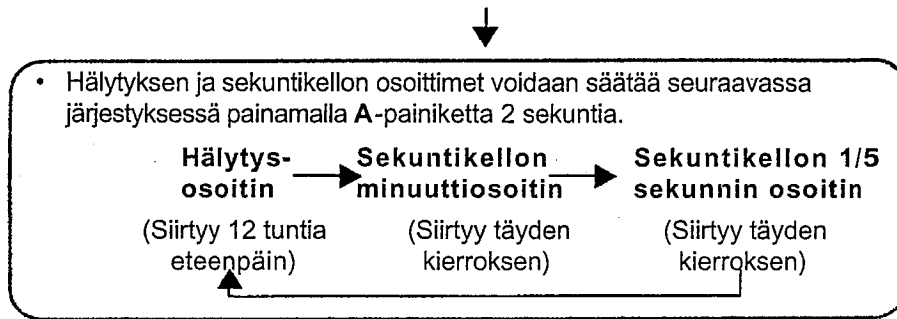 • Hälytyksen ja sekuntikellon osoittimet voidaan säätää seuraavassa
järjestyksessä painamalla A-painiketta 2 sekuntia.
Hälytys-
osoitin
(Siirtyy 12 tuntia
eteenpäin)
Sekuntikellon
minuuttiosoitin
(Siirtyy täyden
kierroksen)
Sekuntikellon 1/5
sekunnin osoitin
(Siirtyy täyden
kierroksen)